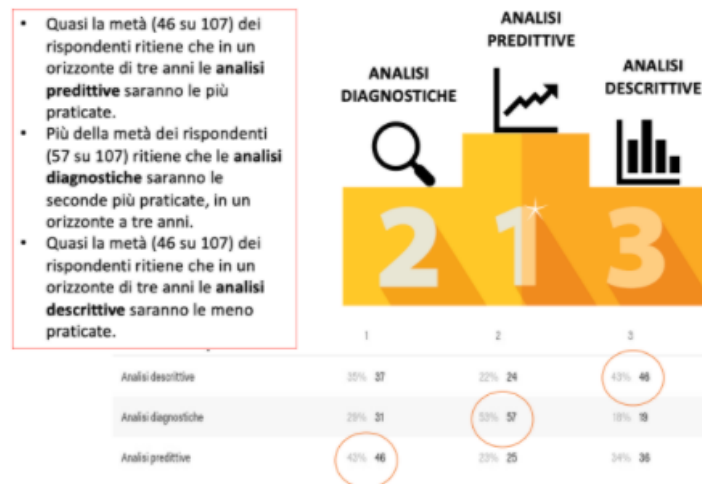 • Quasi la metà (46 su 107) dei
rispondenti ritiene che in un
orizzonte di tre anni le analisi
predittive saranno le più
praticate.
• Più della metà dei rispondenti
(57 su 107) ritiene che le analisi
diagnostiche saranno le
seconde più praticate, in un
orizzonte a tre anni.
• Quasi la metà (46 su 107) dei
rispondenti ritiene che in un
orizzonte di tre anni le analisi
descrittive saranno le meno
praticate.
ANALISI
PREDITTIVE
ANALISI
DIAGNOSTICHE
ANALISI
DESCRITTIVE
2 1 3
1 2 3
Analisi descrittive 35% 37 22% 24 43% 46
Analisi diagnostiche 29% 31 53% 57 18% 19
Analisi predittive 43% 46 23% 25 34% 36